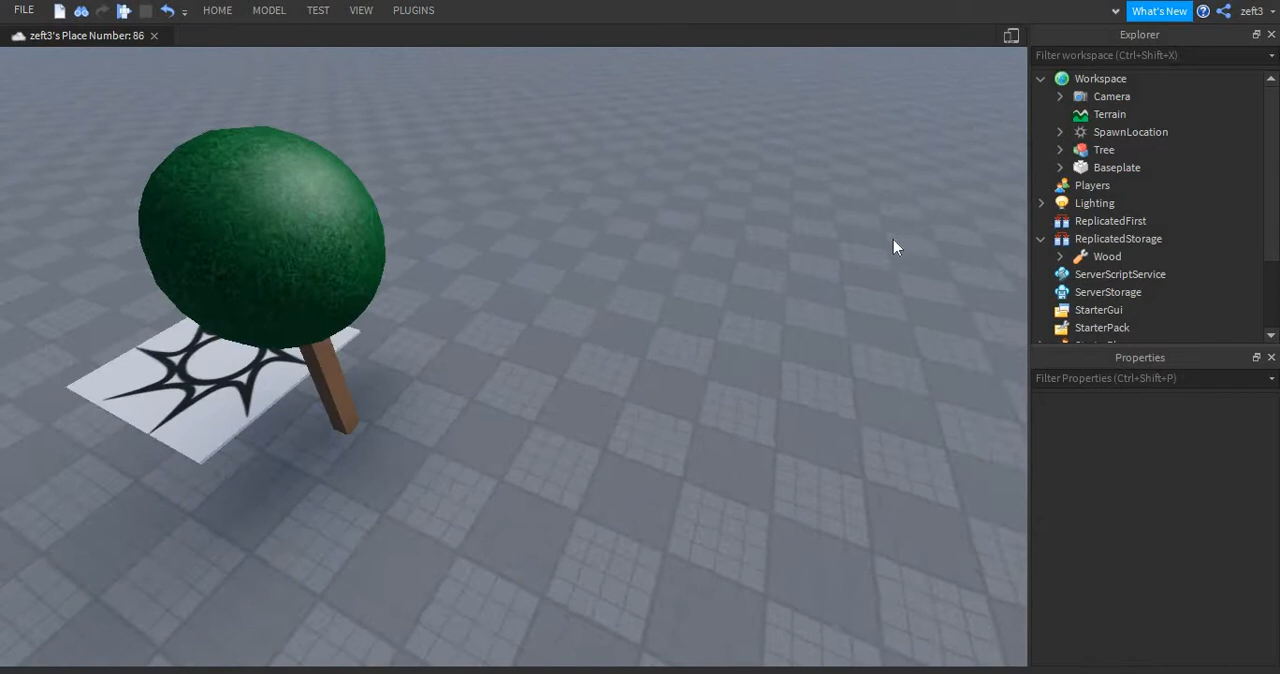 FILE HOME MODEL TEST VIEW PLUGINS What's New zeft3
zeft3's Place Number: 86
Explorer
Filter workspace (Ctrl+Shift+X)
Workspace
Camera
Terrain
SpawnLocation
Tree
Baseplate
Players
Lighting
ReplicatedFirst
ReplicatedStorage
Wood
ServerScriptService
ServerStorage
StarterGui
StarterPack
Properties
Filter Properties (Ctrl+Shift+P)